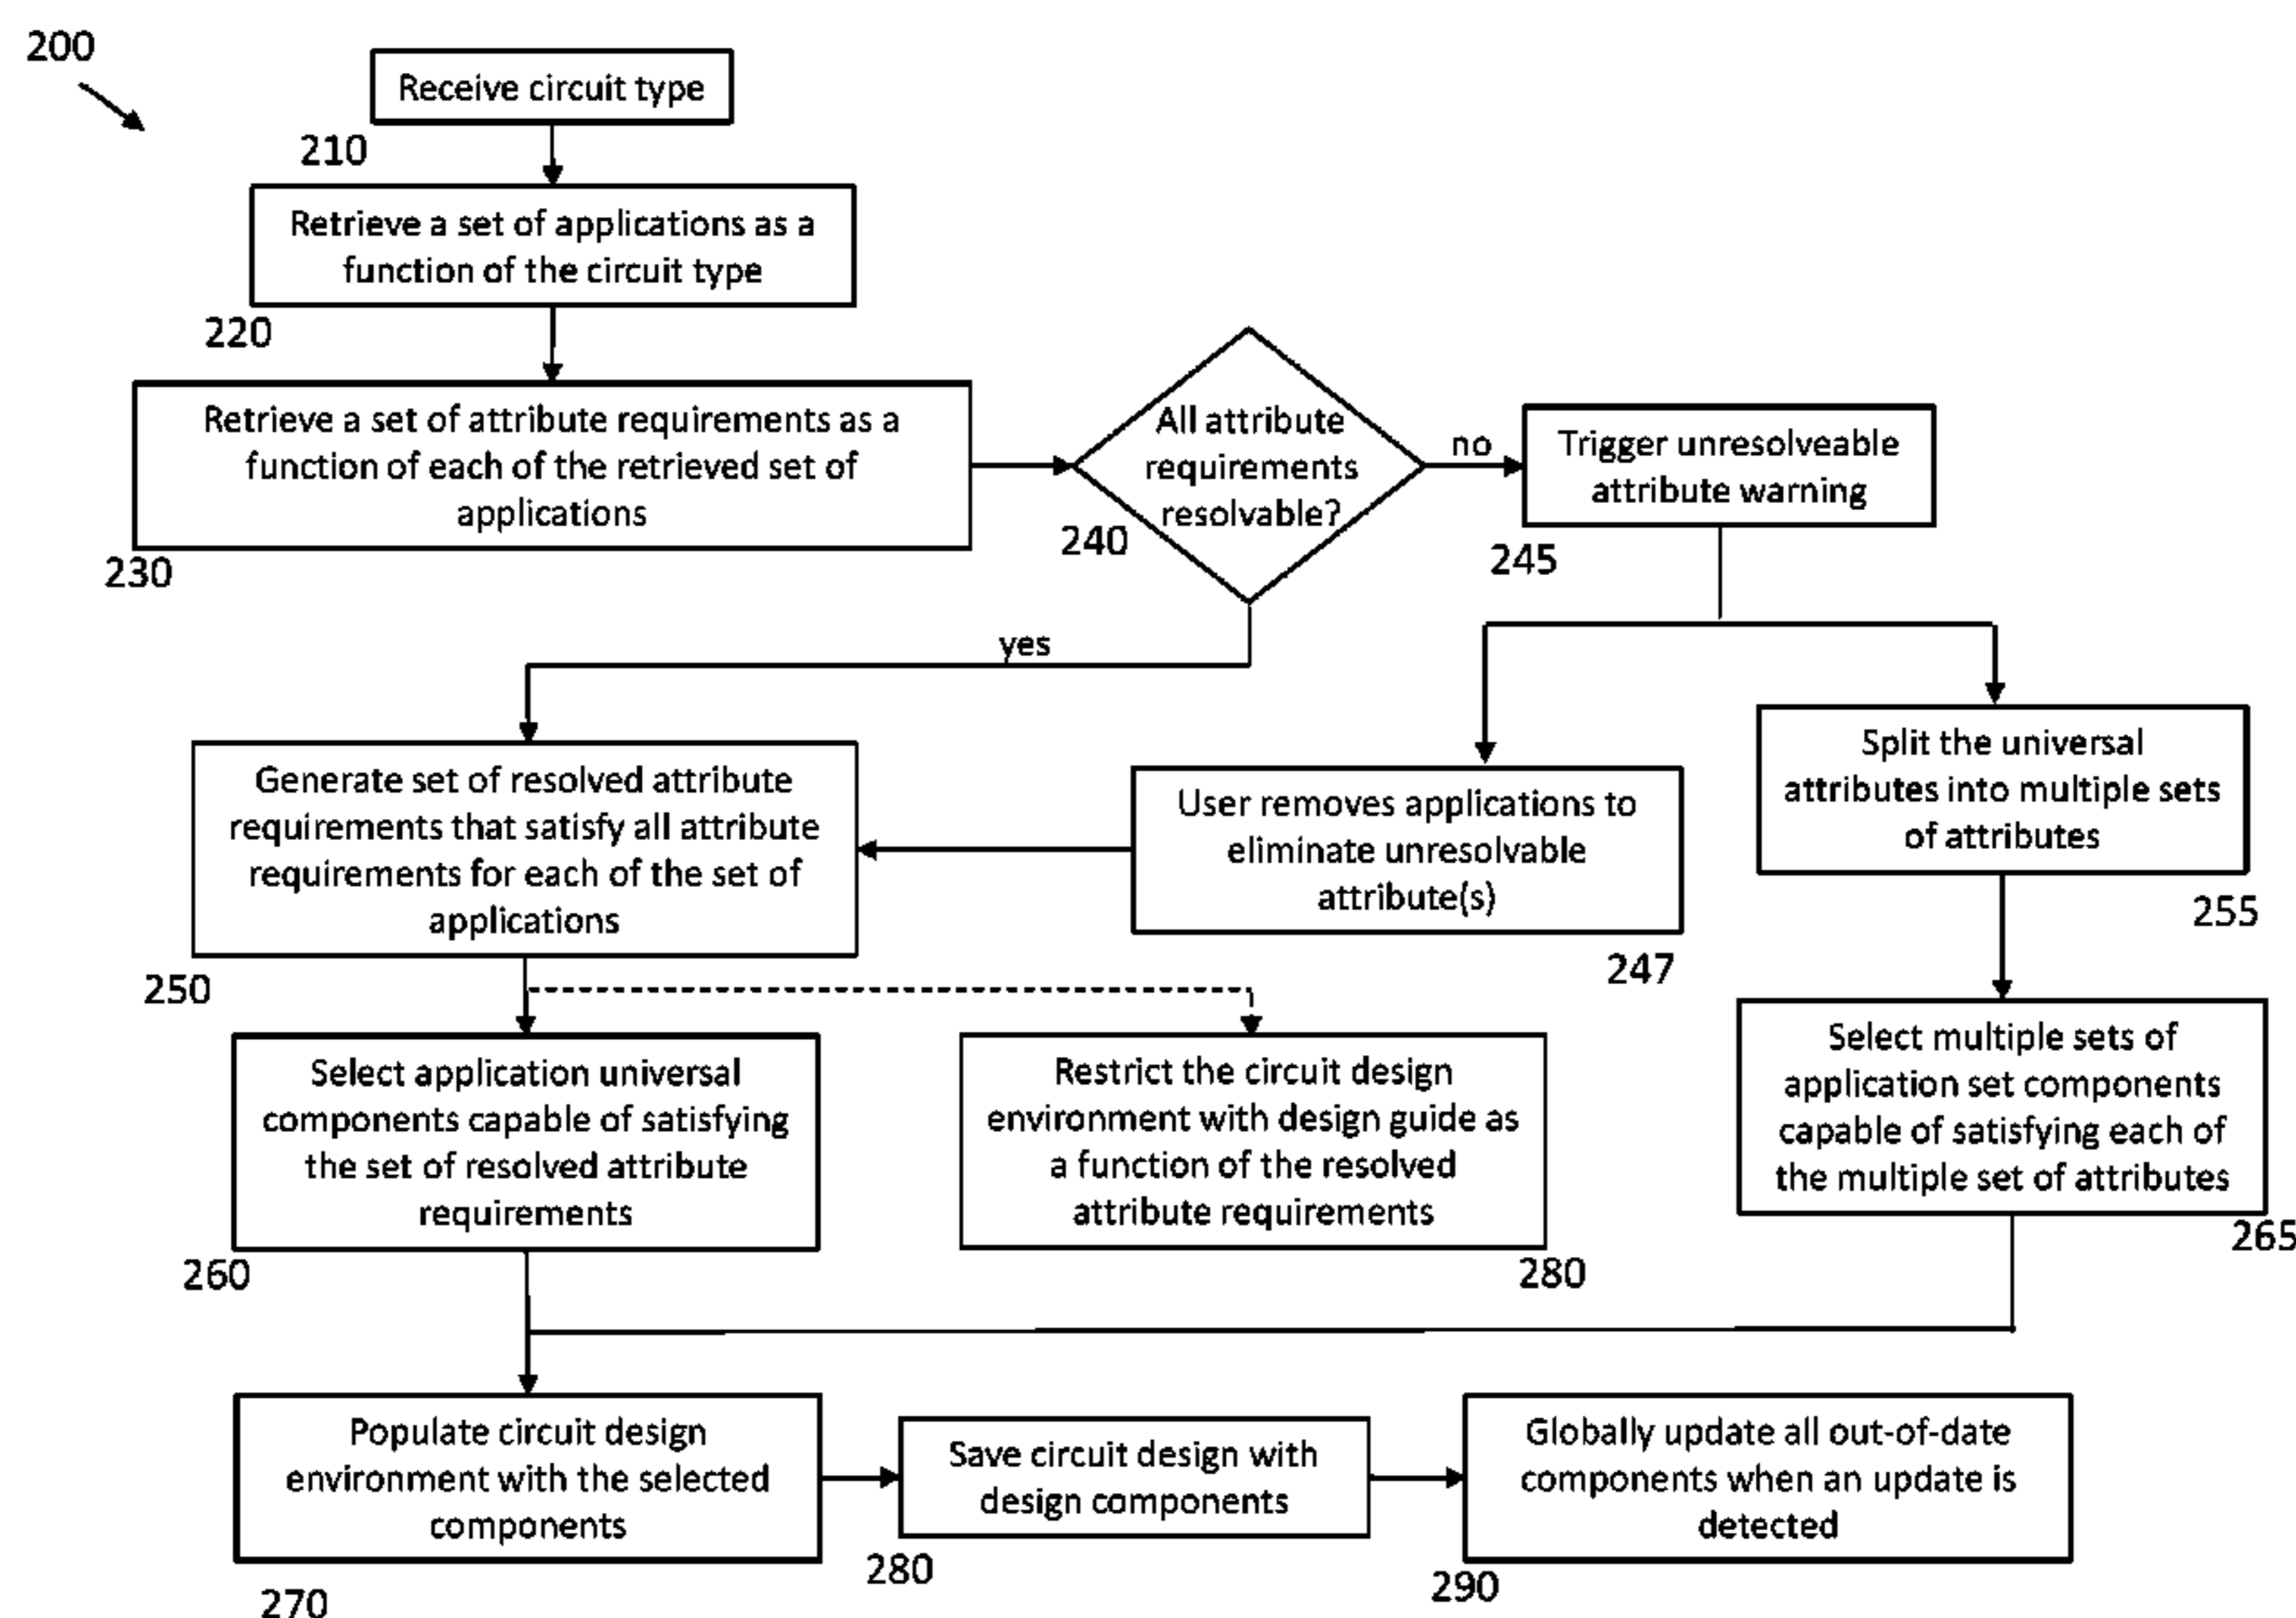 200
Receive circuit type
210
Retrieve a set of applications as a
function of the circuit type
220
Retrieve a set of attribute requirements as a
function of each of the retrieved set of
applications
230
All attribute
requirements
resolvable?
240
no
Trigger unresolveable
attribute warning
245
yes
Generate set of resolved attribute
requirements that satisfy all attribute
requirements for each of the set of
applications
250
User removes applications to
eliminate unresolvable
attribute(s)
247
Split the universal
attributes into multiple sets
of attributes
255
Select application universal
components capable of satisfying
the set of resolved attribute
requirements
260
Restrict the circuit design
environment with design guide as
a function of the resolved
attribute requirements
280
Select multiple sets of
application set components
capable of satisfying each of
the multiple set of attributes
265
Populate circuit design
environment with the selected
components
270
Save circuit design with
design components
280
Globally update all out-of-date
components when an update is
detected
290